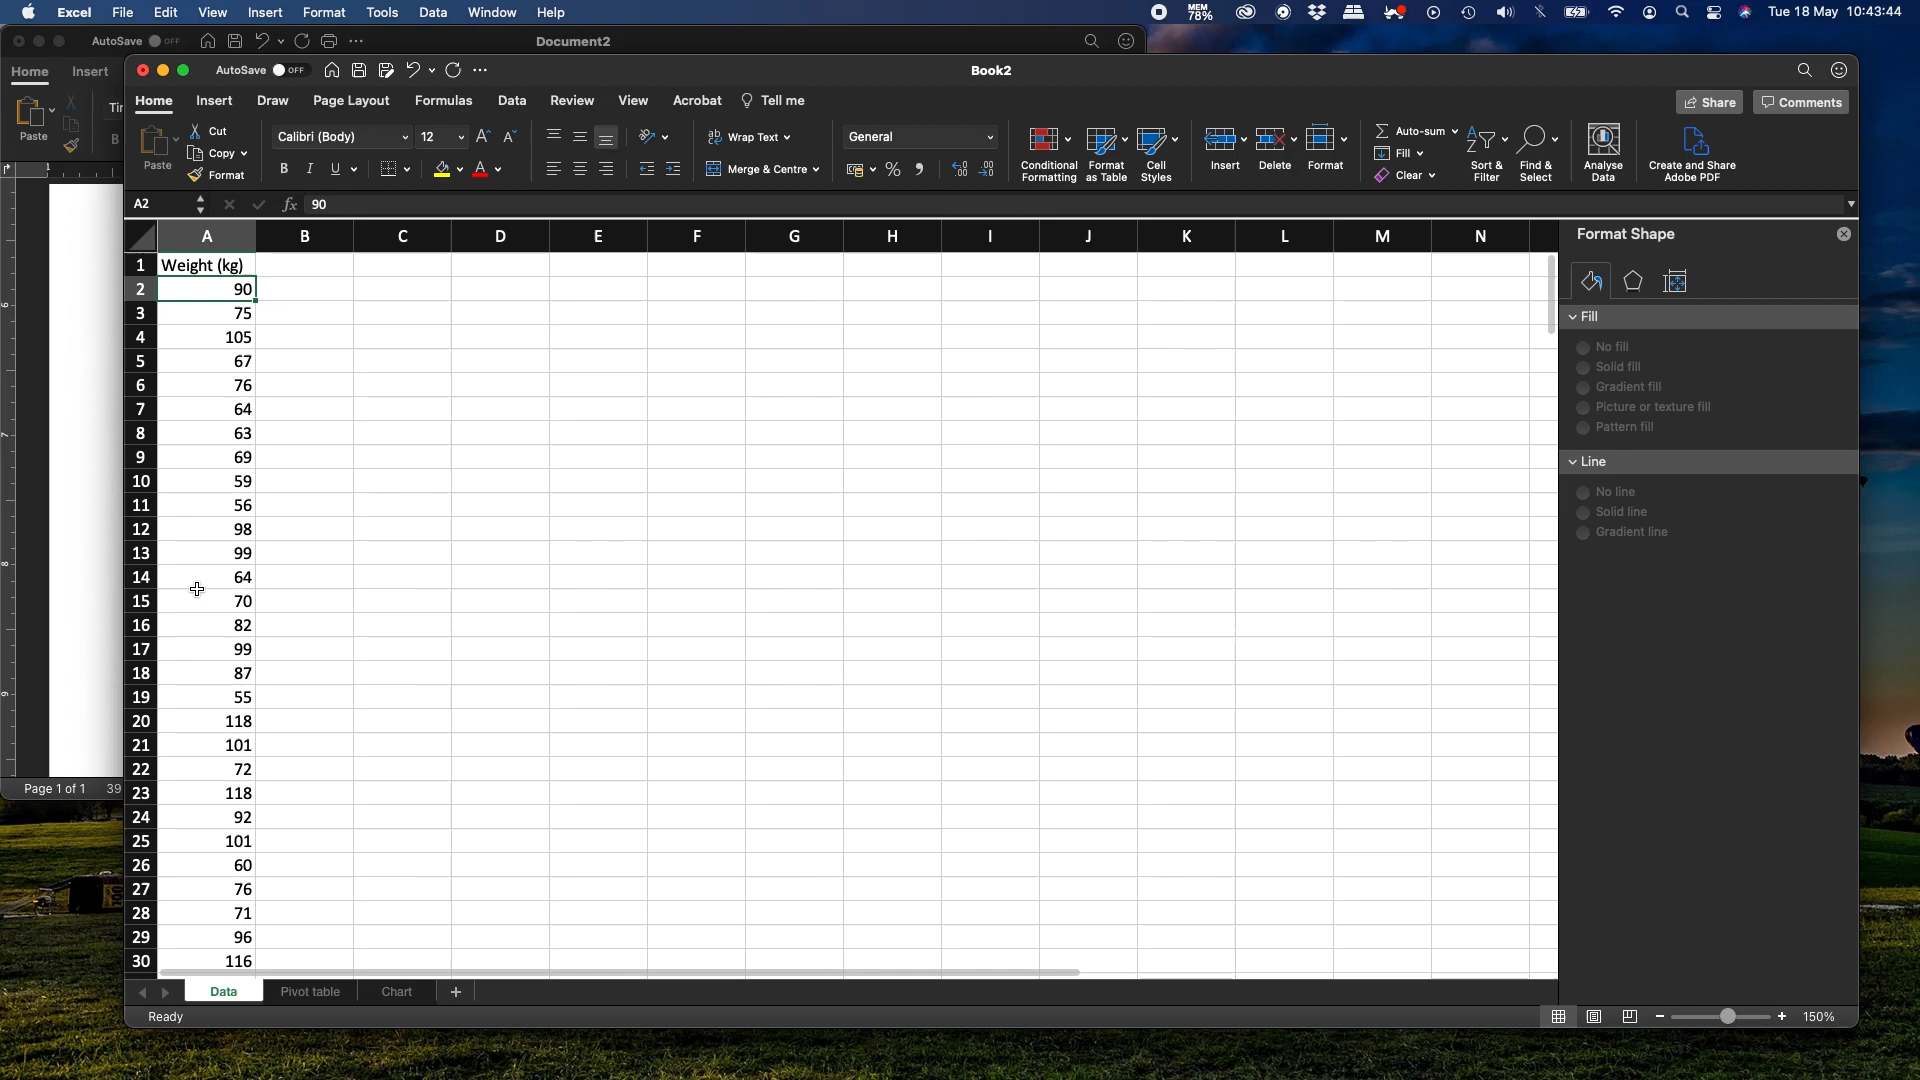 Excel File Edit View Insert Format Tools Data Window Help
MEM 78%
Tue 18 May 10:43:44
AutoSave OFF
Document2
Home Insert
Paste
Tir
B
Page 1 of 1 39
AutoSave OFF
Book2
Home Insert Draw Page Layout Formulas Data Review View Acrobat Tell me
Share Comments
Paste
Cut
Copy
Format
Calibri (Body) 12
B I U
Wrap Text
Merge & Centre
General
Conditional Formatting
Format as Table
Cell Styles
Insert
Delete
Format
Auto-sum
Fill
Clear
Sort & Filter
Find & Select
Analyse Data
Create and Share Adobe PDF
A2 fx 90
A B C D E F G H I J K L M N
1 Weight (kg)
2 90
3 75
4 105
5 67
6 76
7 64
8 63
9 69
10 59
11 56
12 98
13 99
14 64
15 70
16 82
17 99
18 87
19 55
20 118
21 101
22 72
23 118
24 92
25 101
26 60
27 76
28 71
29 96
30 116
Format Shape
Fill
No fill
Solid fill
Gradient fill
Picture or texture fill
Pattern fill
Line
No line
Solid line
Gradient line
Data Pivot table Chart +
Ready
150%